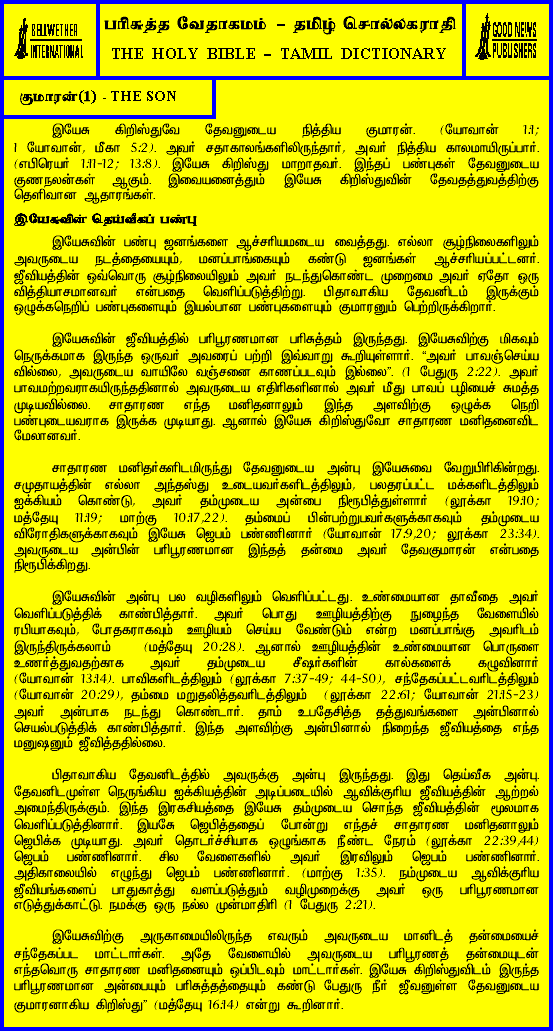 BELLWETHER
INTERNATIONAL
பரிசுத்த வேதாகமம் – தமிழ் சொல்லகராதி
THE HOLY BIBLE – TAMIL DICTIONARY
GOOD NEWS
PUBLISHERS
குமாரன்(1) - THE SON
இயேசு கிறிஸ்துவே தேவனுடைய நித்திய குமாரன். (யோவான் 1:1;
1 யோவான், மீகா 5:2). அவர் சதாகாலங்களிலிருந்தார், அவர் நித்திய காலமாயிருப்பார்.
(எபிரெயர் 1:11-12; 13:8). இயேசு கிறிஸ்து மாறாதவர். இந்தப் பண்புகள் தேவனுடைய
குணநலன்கள் ஆகும். இவையனைத்தும் இயேசு கிறிஸ்துவின் தேவதத்துவத்திற்கு
தெளிவான ஆதாரங்கள்.
இயேசுவின் தெய்வீகப் பண்பு
இயேசுவின் பண்பு ஜனங்களை ஆச்சரியமடைய வைத்தது. எல்லா சூழ்நிலைகளிலும்
அவருடைய நடத்தையையும், மனப்பாங்கையும் கண்டு ஜனங்கள் ஆச்சரியப்பட்டனர்.
ஜீவியத்தின் ஒவ்வொரு சூழ்நிலையிலும் அவர் நடந்துகொண்ட முறைமை அவர் ஏதோ ஒரு
வித்தியாசமானவர் என்பதை வெளிப்படுத்திற்று. பிதாவாகிய தேவனிடம் இருக்கும்
ஒழுக்கநெறிப் பண்புகளையும் இயல்பான பண்புகளையும் குமாரனும் பெற்றிருக்கிறார்.
இயேசுவின் ஜீவியத்தில் பரிபூரணமான பரிசுத்தம் இருந்தது. இயேசுவிற்கு மிகவும்
நெருக்கமாக இருந்த ஒருவர் அவரைப் பற்றி இவ்வாறு கூறியுள்ளார். “அவர் பாவஞ்செய்ய
வில்லை, அவருடைய வாயிலே வஞ்சனை காணப்படவும் இல்லை”. (1 பேதுரு 2:22). அவர்
பாவமற்றவராகயிருந்ததினால் அவருடைய எதிரிகளினால் அவர் மீது பாவப் பழியைச் சுமத்த
முடியவில்லை. சாதாரண எந்த மனிதனாலும் இந்த அளவிற்கு ஒழுக்க நெறி
பண்புடையவராக இருக்க முடியாது. ஆனால் இயேசு கிறிஸ்துவோ சாதாரண மனிதனைவிட
மேலானவர்.
சாதாரண மனிதர்களிடமிருந்து தேவனுடைய அன்பு இயேசுவை வேறுபிரிகின்றது.
சமுதாயத்தின் எல்லா அந்தஸ்து உடையவர்களிடத்திலும், பலதரப்பட்ட மக்களிடத்திலும்
ஐக்கியம் கொண்டு, அவர் தம்முடைய அன்பை நிரூபித்துள்ளார் (லூக்கா 19:10;
மத்தேயு 11:19; மாற்கு 10:17,22). தம்மைப் பின்பற்றுபவர்களுக்காகவும் தம்முடைய
விரோதிகளுக்காகவும் இயேசு ஜெபம் பண்ணினார் (யோவான் 17:9,20; லூக்கா 23:34).
அவருடைய அன்பின் பரிபூரணமான இந்தத் தன்மை அவர் தேவகுமாரன் என்பதை
நிரூபிக்கிறது.
இயேசுவின் அன்பு பல வழிகளிலும் வெளிப்பட்டது. உண்மையான தாவீதை அவர்
வெளிப்படுத்திக் காண்பித்தார். அவர் பொது ஊழியத்திற்கு நுழைந்த வேளையில்
ரபியாகவும், போதகராகவும் ஊழியம் செய்ய வேண்டும் என்ற மனப்பாங்கு அவரிடம்
இருந்திருக்கலாம் (மத்தேயு 20:28). ஆனால் ஊழியத்தின் உண்மையான பொருளை
உணர்த்துவதற்காக அவர் தம்முடைய சீஷர்களின் கால்களைக் கழுவினார்
(யோவான் 13:14). பாவிகளிடத்திலும் (லூக்கா 7:37-49; 44-50), சந்தேகப்பட்டவரிடத்திலும்
(யோவான் 20:29), தம்மை மறுதலித்தவரிடத்திலும் (லூக்கா 22:61; யோவான் 21:15-23)
அவர் அன்பாக நடந்து கொண்டார். தாம் உபதேசித்த தத்துவங்களை அன்பினால்
செயல்படுத்திக் காண்பித்தார். இந்த அளவிற்கு அன்பினால் நிறைந்த ஜீவியத்தை எந்த
மனுஷனும் ஜீவித்ததில்லை.
பிதாவாகிய தேவனிடத்தில் அவருக்கு அன்பு இருந்தது. இது தெய்வீக அன்பு.
தேவனிடமுள்ள நெருங்கிய ஐக்கியத்தின் அடிப்படையில் ஆவிக்குரிய ஜீவியத்தின் ஆற்றல்
அமைந்திருக்கும். இந்த இரகசியத்தை இயேசு தம்முடைய சொந்த ஜீவியத்தின் மூலமாக
வெளிப்படுத்தினார். இயசே ஜெபித்ததைப் போன்று எந்தச் சாதாரண மனிதனாலும்
ஜெபிக்க முடியாது. அவர் தொடர்ச்சியாக ஒழுங்காக நீண்ட நேரம் (லூக்கா 22:39,44)
ஜெபம் பண்ணினார். சில வேளைகளில் அவர் இரவிலும் ஜெபம் பண்ணினார்.
அதிகாலையில் எழுந்து ஜெபம் பண்ணினார். (மாற்கு 1:35). நம்முடைய ஆவிக்குரிய
ஜீவியங்களைப் பாதுகாத்து வளப்படுத்தும் வழிமுறைக்கு அவர் ஒரு பரிபூரணமான
எடுத்துக்காட்டு. நமக்கு ஒரு நல்ல முன்மாதிரி (1 பேதுரு 2:21).
இயேசுவிற்கு அருகாமையிலிருந்த எவரும் அவருடைய மானிடத் தன்மையைச்
சந்தேகப்பட மாட்டார்கள். அதே வேளையில் அவருடைய பரிபூரணத் தன்மையுடன்
எந்தவொரு சாதாரண மனிதனையும் ஒப்பிடவும் மாட்டார்கள். இயேசு கிறிஸ்துவிடம் இருந்த
பரிபூரணமான அன்பையும் பரிசுத்தத்தையும் கண்டு பேதுரு நீர் ஜீவனுள்ள தேவனுடைய
குமாரனாகிய கிறிஸ்து” (மத்தேயு 16:14) என்று கூறினார்.